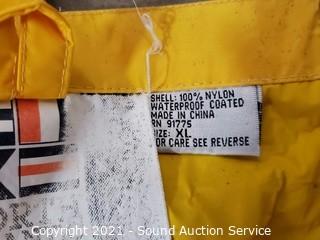 SHELL: 100% NYLON
WATERPROOF COATED
MADE IN CHINA
RN 91775
SIZE: XL
FOR CARE SEE REVERSE
Copyright 2021 - Sound Auction Service